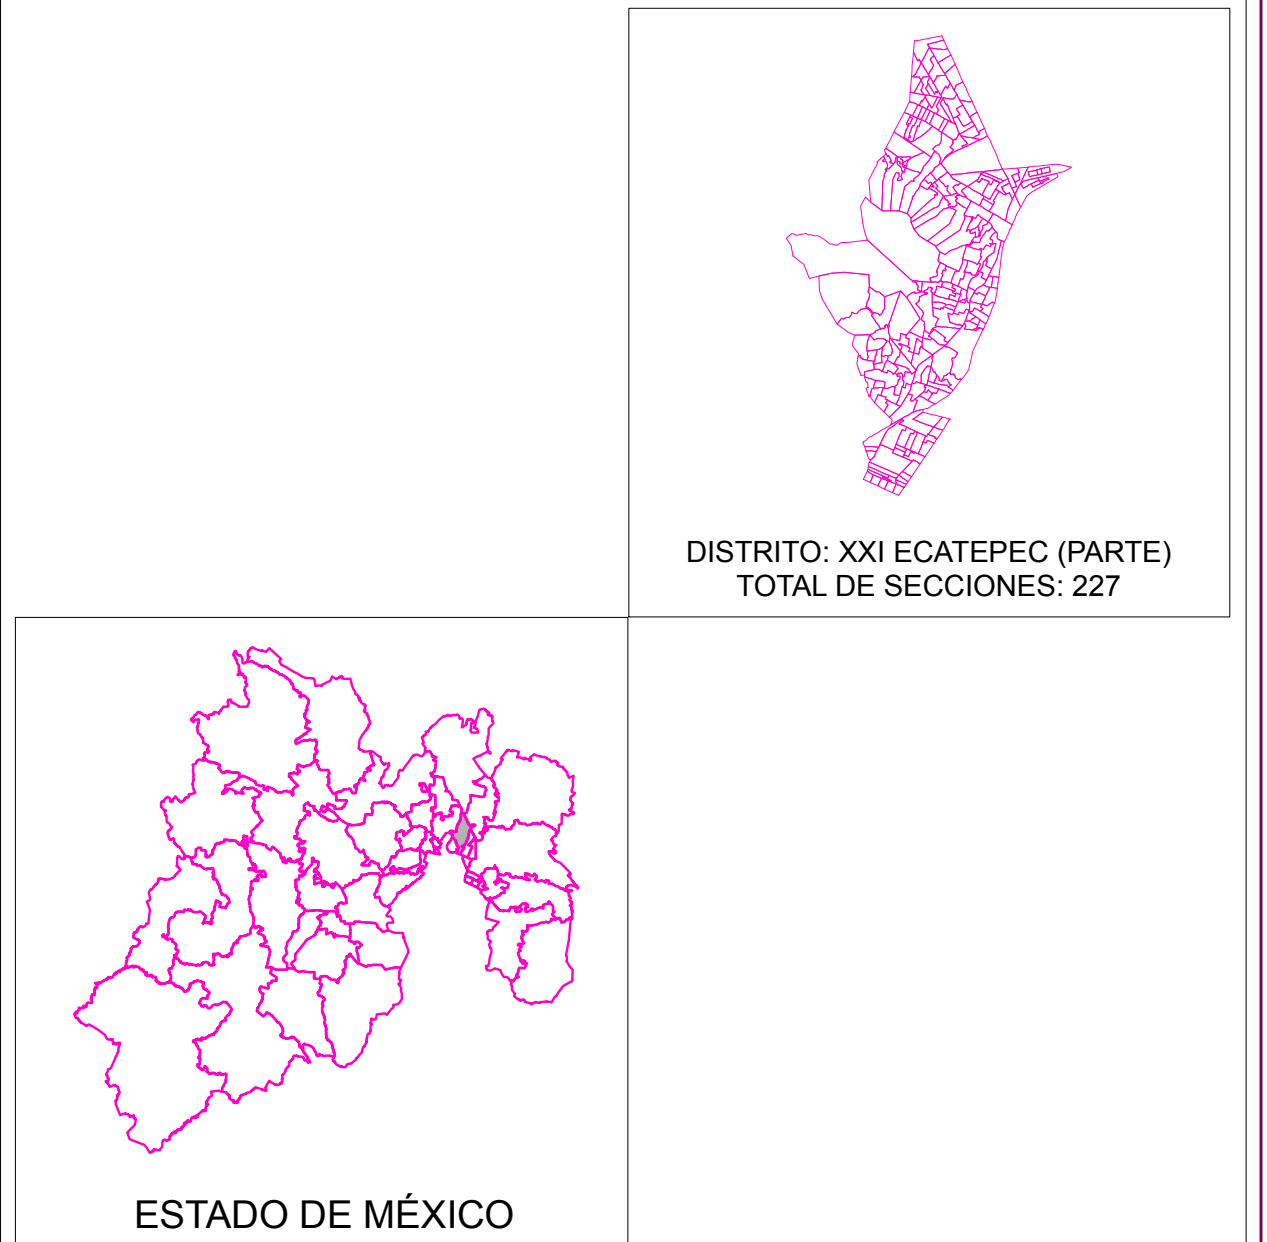 DISTRITO: XXI ECATEPEC (PARTE)
TOTAL DE SECCIONES: 227
ESTADO DE MÉXICO